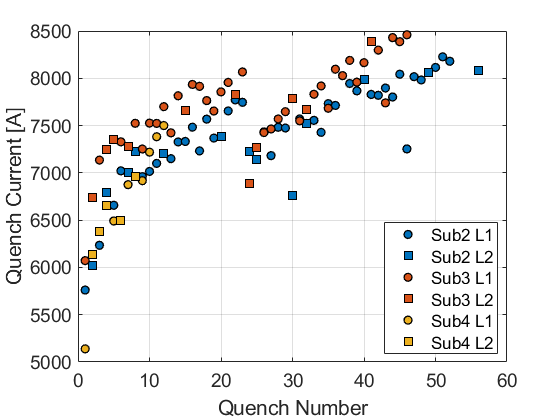 8500
8000
7500
7000
6500
6000
5500
5000
Quench Current [A]
Sub2 L1
Sub2 L2
Sub3 L1
Sub3 L2
Sub4 L1
Sub4 L2
0 10 20 30 40 50 60
Quench Number